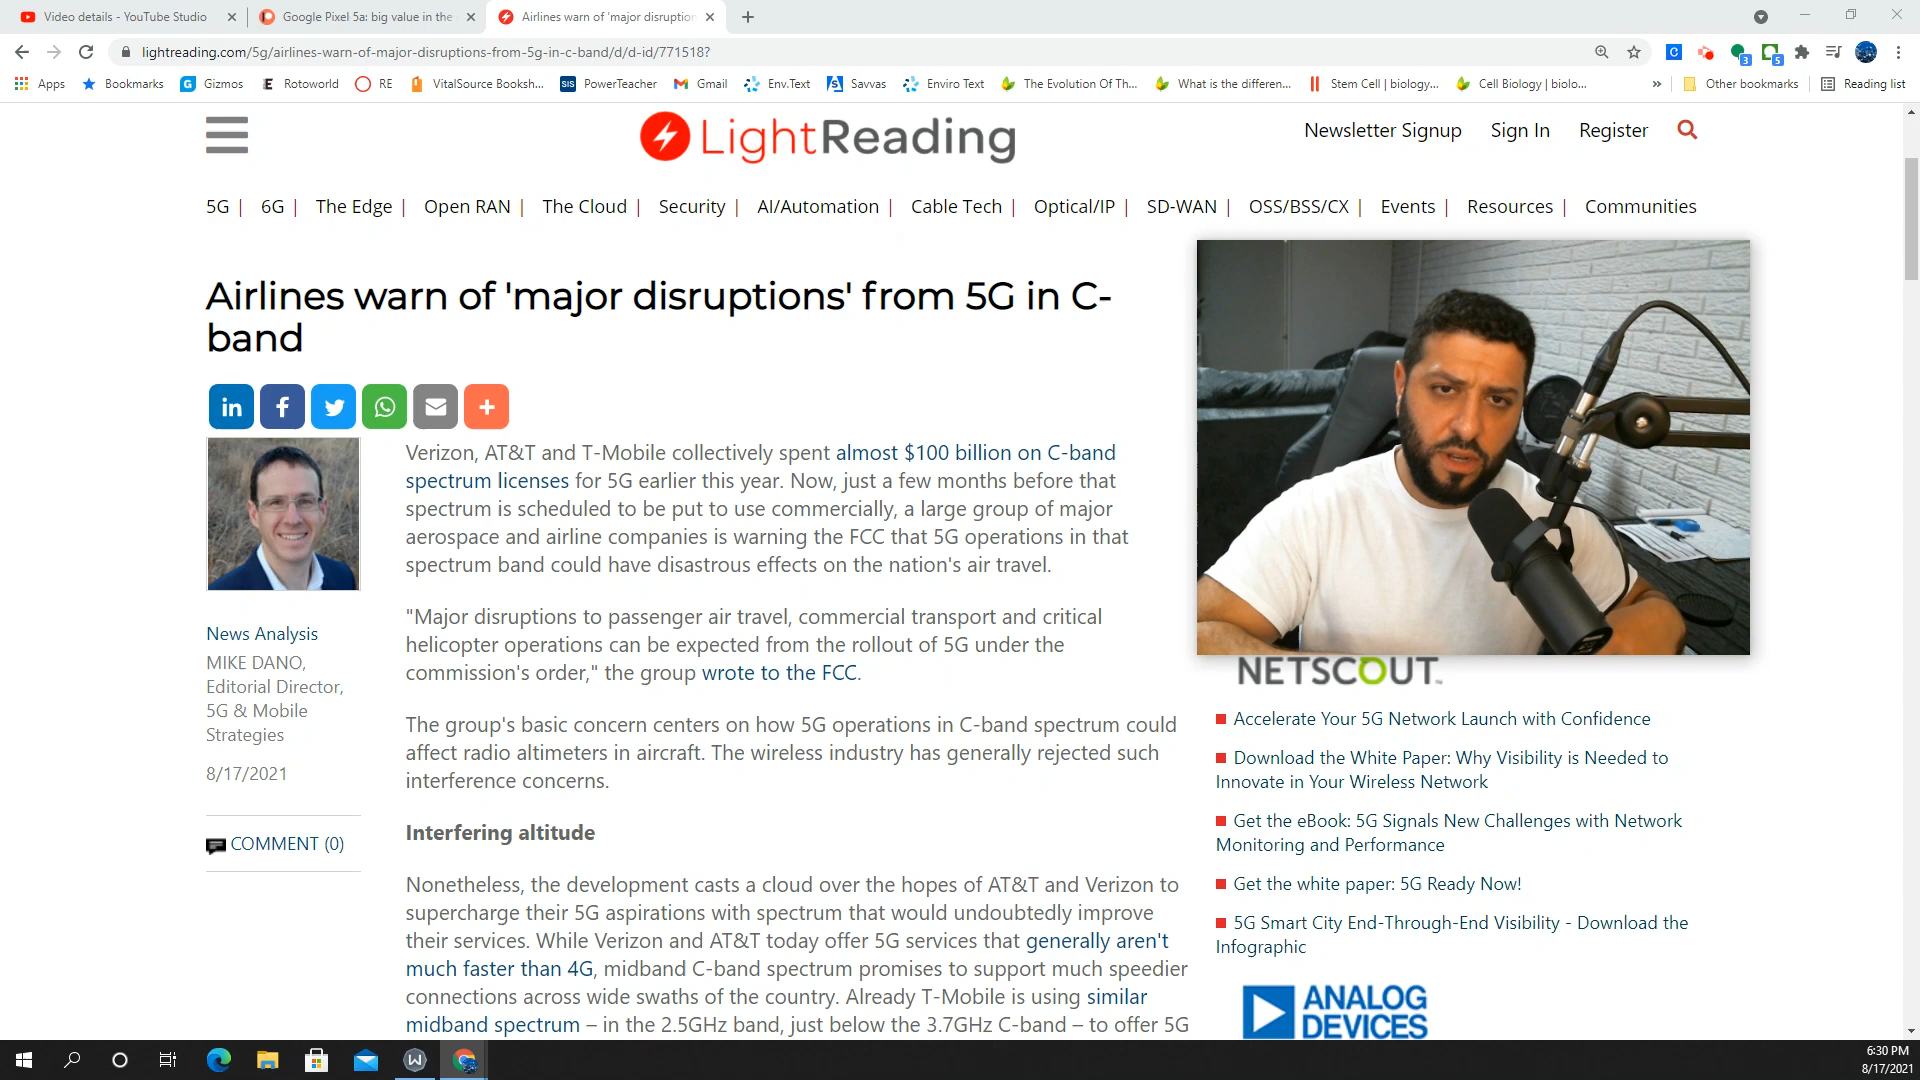 Video details - YouTube Studio
Google Pixel 5a: big value in the
Airlines warn of 'major disruption
lightreading.com/5g/airlines-warn-of-major-disruptions-from-5g-in-c-band/d/d-id/771518?
3
5
Apps Bookmarks Gizmos Rotoworld RE VitalSource Booksh... SIS PowerTeacher Gmail Env.Text Savvas Enviro Text The Evolution Of Th... What is the differen... Stem Cell | biology... Cell Biology | biolo... » Other bookmarks Reading list
LightReading
Newsletter Signup Sign In Register
5G | 6G | The Edge | Open RAN | The Cloud | Security | AI/Automation | Cable Tech | Optical/IP | SD-WAN | OSS/BSS/CX | Events | Resources | Communities
Airlines warn of 'major disruptions' from 5G in C-
band
Verizon, AT&T and T-Mobile collectively spent almost $100 billion on C-band
spectrum licenses for 5G earlier this year. Now, just a few months before that
spectrum is scheduled to be put to use commercially, a large group of major
aerospace and airline companies is warning the FCC that 5G operations in that
spectrum band could have disastrous effects on the nation's air travel.
News Analysis
MIKE DANO,
Editorial Director,
5G & Mobile
Strategies
8/17/2021
COMMENT (0)
"Major disruptions to passenger air travel, commercial transport and critical
helicopter operations can be expected from the rollout of 5G under the
commission's order," the group wrote to the FCC.
The group's basic concern centers on how 5G operations in C-band spectrum could
affect radio altimeters in aircraft. The wireless industry has generally rejected such
interference concerns.
Interfering altitude
Nonetheless, the development casts a cloud over the hopes of AT&T and Verizon to
supercharge their 5G aspirations with spectrum that would undoubtedly improve
their services. While Verizon and AT&T today offer 5G services that generally aren't
much faster than 4G, midband C-band spectrum promises to support much speedier
connections across wide swaths of the country. Already T-Mobile is using similar
midband spectrum – in the 2.5GHz band, just below the 3.7GHz C-band – to offer 5G
NETSCOUT
Accelerate Your 5G Network Launch with Confidence
Download the White Paper: Why Visibility is Needed to
Innovate in Your Wireless Network
Get the eBook: 5G Signals New Challenges with Network
Monitoring and Performance
Get the white paper: 5G Ready Now!
5G Smart City End-Through-End Visibility - Download the
Infographic
ANALOG
DEVICES
6:30 PM
8/17/2021